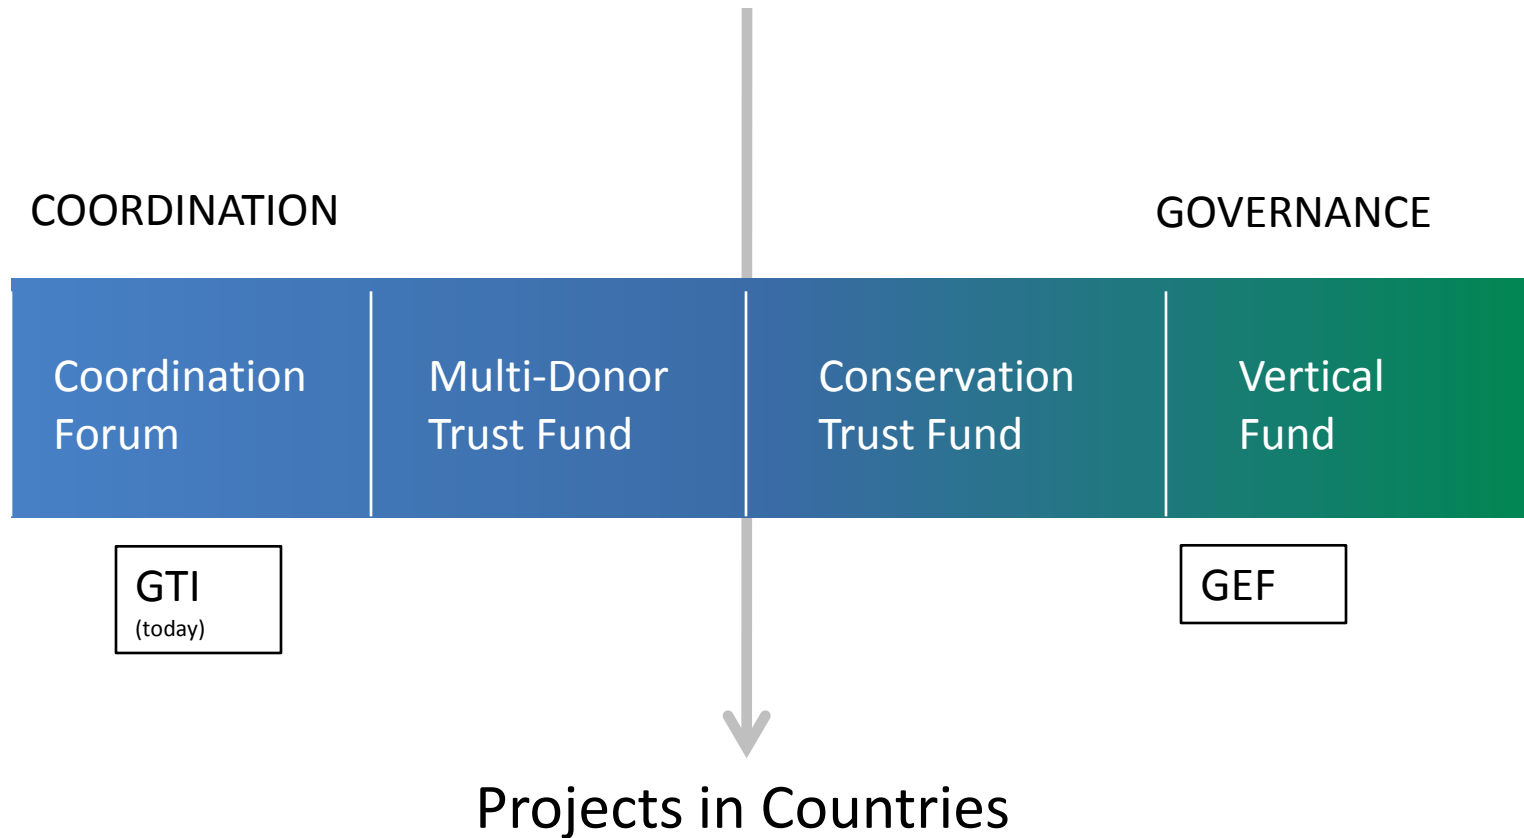 COORDINATION
GOVERNANCE
Coordination
Forum
Multi-Donor
Trust Fund
Conservation
Trust Fund
Vertical
Fund
GTI
(today)
GEF
Projects in Countries